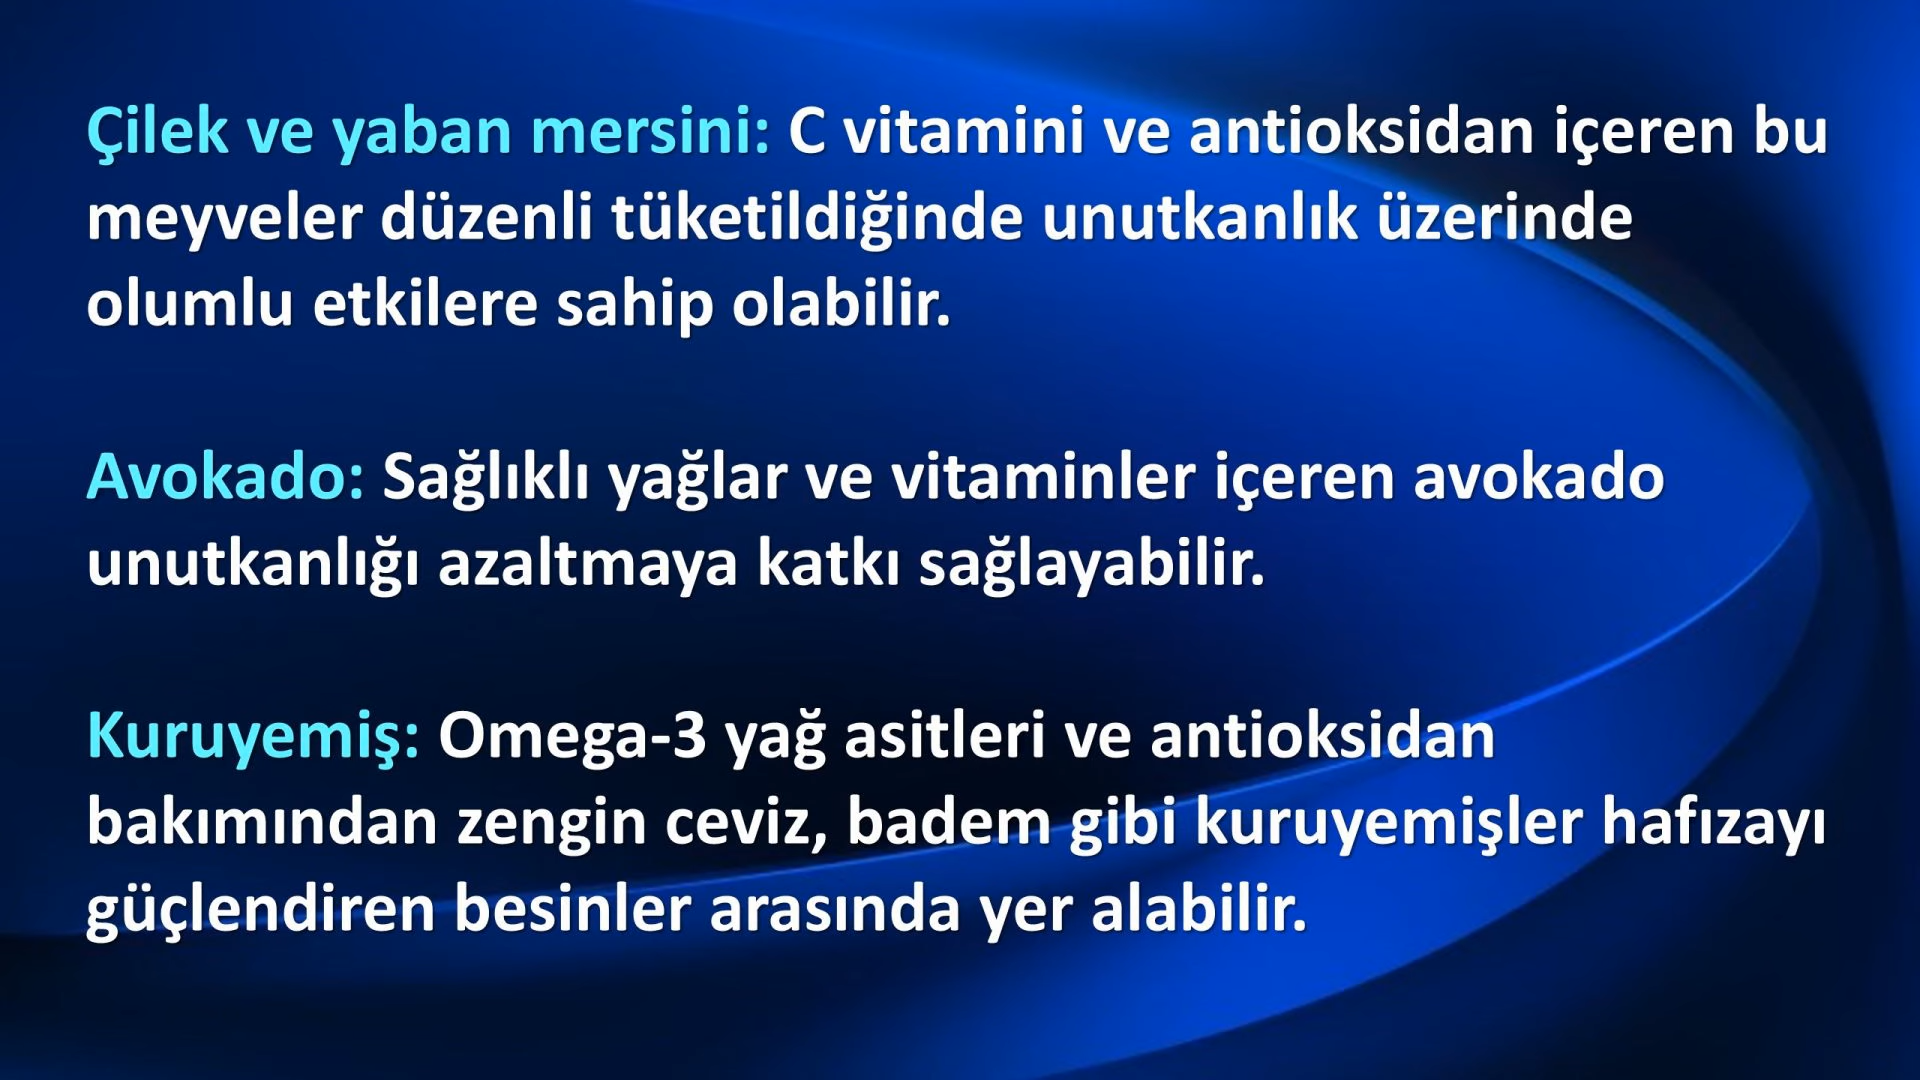 Çilek ve yaban mersini: C vitamini ve antioksidan içeren bu
meyveler düzenli tüketildiğinde unutkanlık üzerinde
olumlu etkilere sahip olabilir.
Avokado: Sağlıklı yağlar ve vitaminler içeren avokado
unutkanlığı azaltmaya katkı sağlayabilir.
Kuruyemiş: Omega-3 yağ asitleri ve antioksidan
bakımından zengin ceviz, badem gibi kuruyemişler hafızayı
güçlendiren besinler arasında yer alabilir.